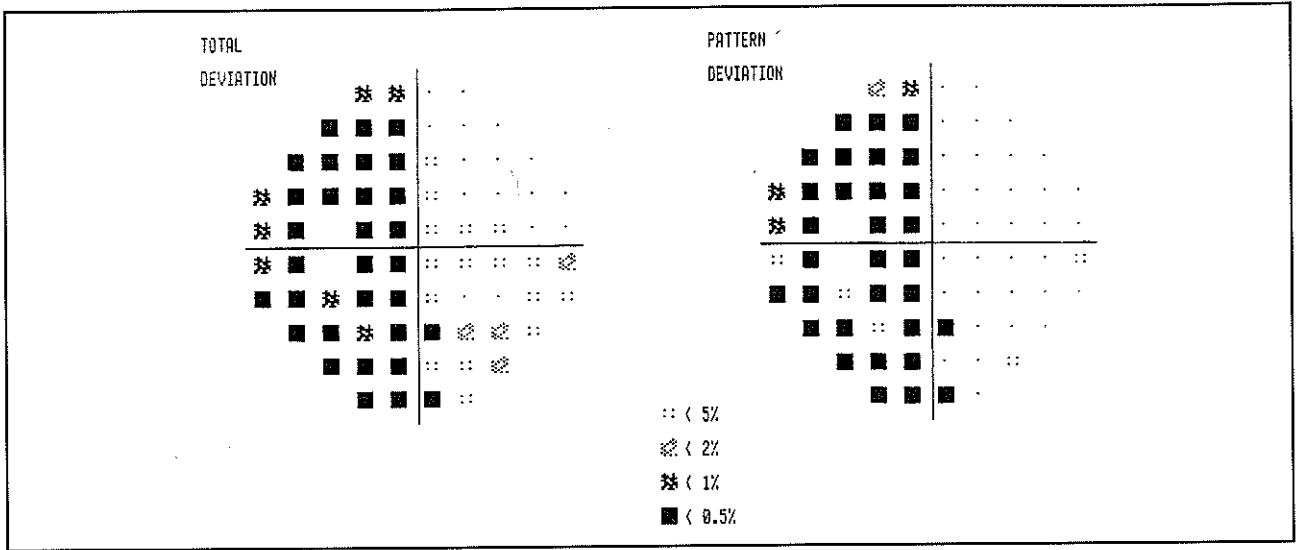 TOTAL
DEVIATION
PATTERN
DEVIATION
:: < 5%
< 2%
< 1%
< 0.5%